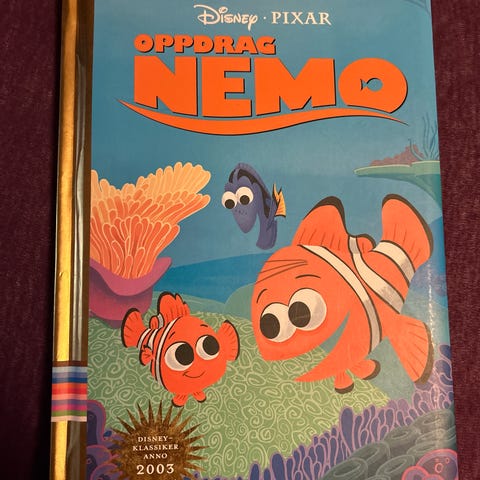 Disney · PIXAR
OPPDRAG
NEMO
DISNEY-
KLASSIKER
ANNO
2003